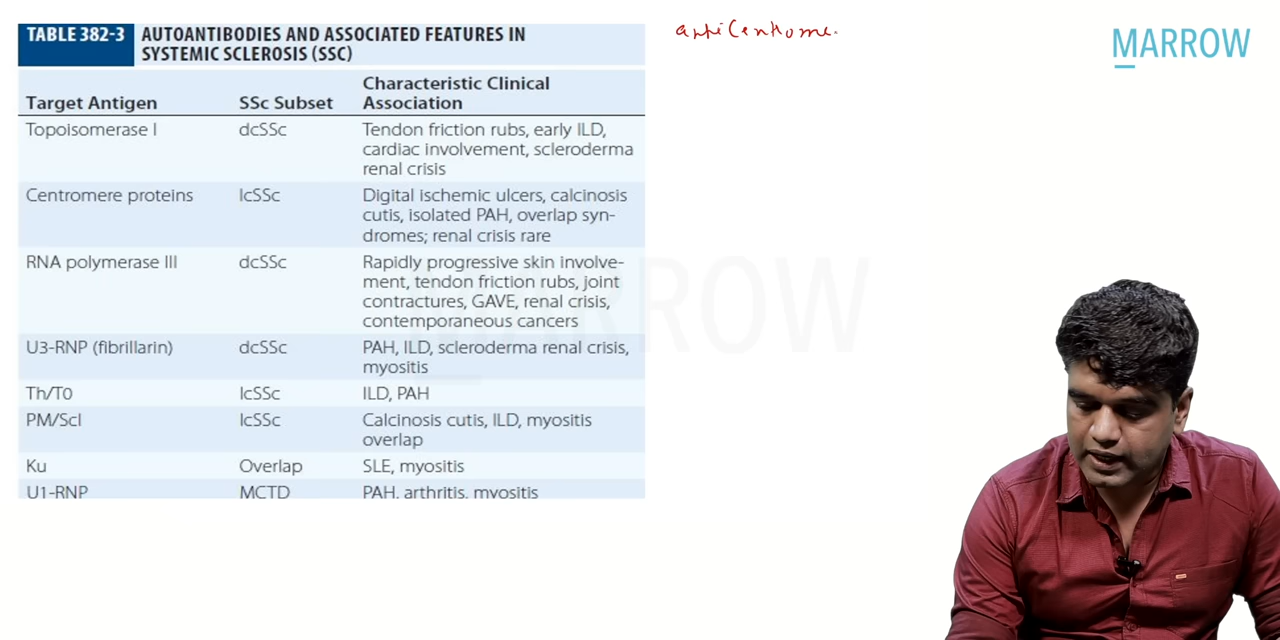 TABLE 382-3 AUTOANTIBODIES AND ASSOCIATED FEATURES IN
SYSTEMIC SCLEROSIS (SSC)
Target Antigen SSc Subset Characteristic Clinical
Association
Topoisomerase I dcSSc Tendon friction rubs, early ILD,
cardiac involvement, scleroderma
renal crisis
Centromere proteins lcSSc Digital ischemic ulcers, calcinosis
cutis, isolated PAH, overlap syn-
dromes; renal crisis rare
RNA polymerase III dcSSc Rapidly progressive skin involve-
ment, tendon friction rubs, joint
contractures, GAVE, renal crisis,
contemporaneous cancers
U3-RNP (fibrillarin) dcSSc PAH, ILD, scleroderma renal crisis,
myositis
Th/T0 lcSSc ILD, PAH
PM/Scl lcSSc Calcinosis cutis, ILD, myositis
overlap
Ku Overlap SLE, myositis
U1-RNP MCTD PAH, arthritis, myositis
antiCentrome.
MARROW
MARROW